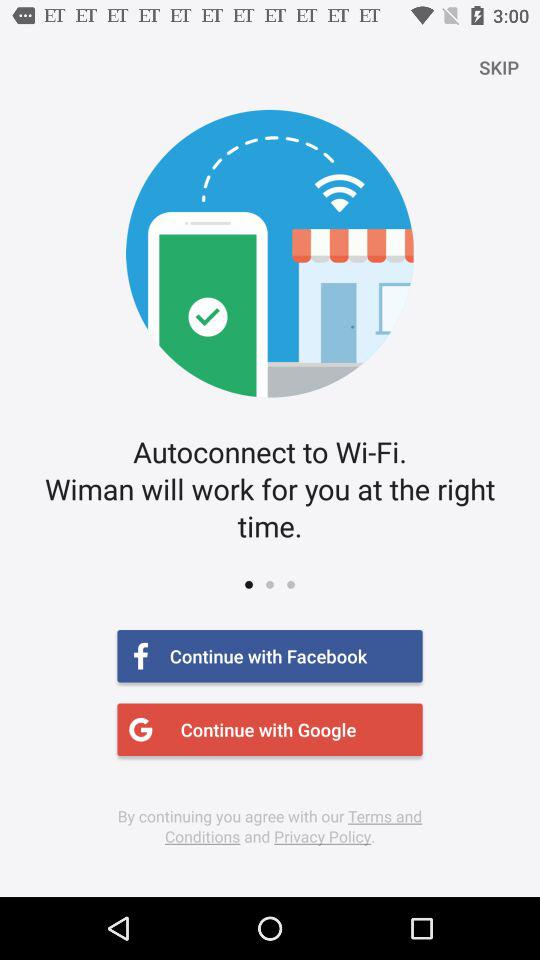 ET ET ET ET ET ET ET ET ET ET ET 3:00
SKIP
Autoconnect to Wi-Fi.
Wiman will work for you at the right
time.
Continue with Facebook
Continue with Google
By continuing you agree with our Terms and
Conditions and Privacy Policy.